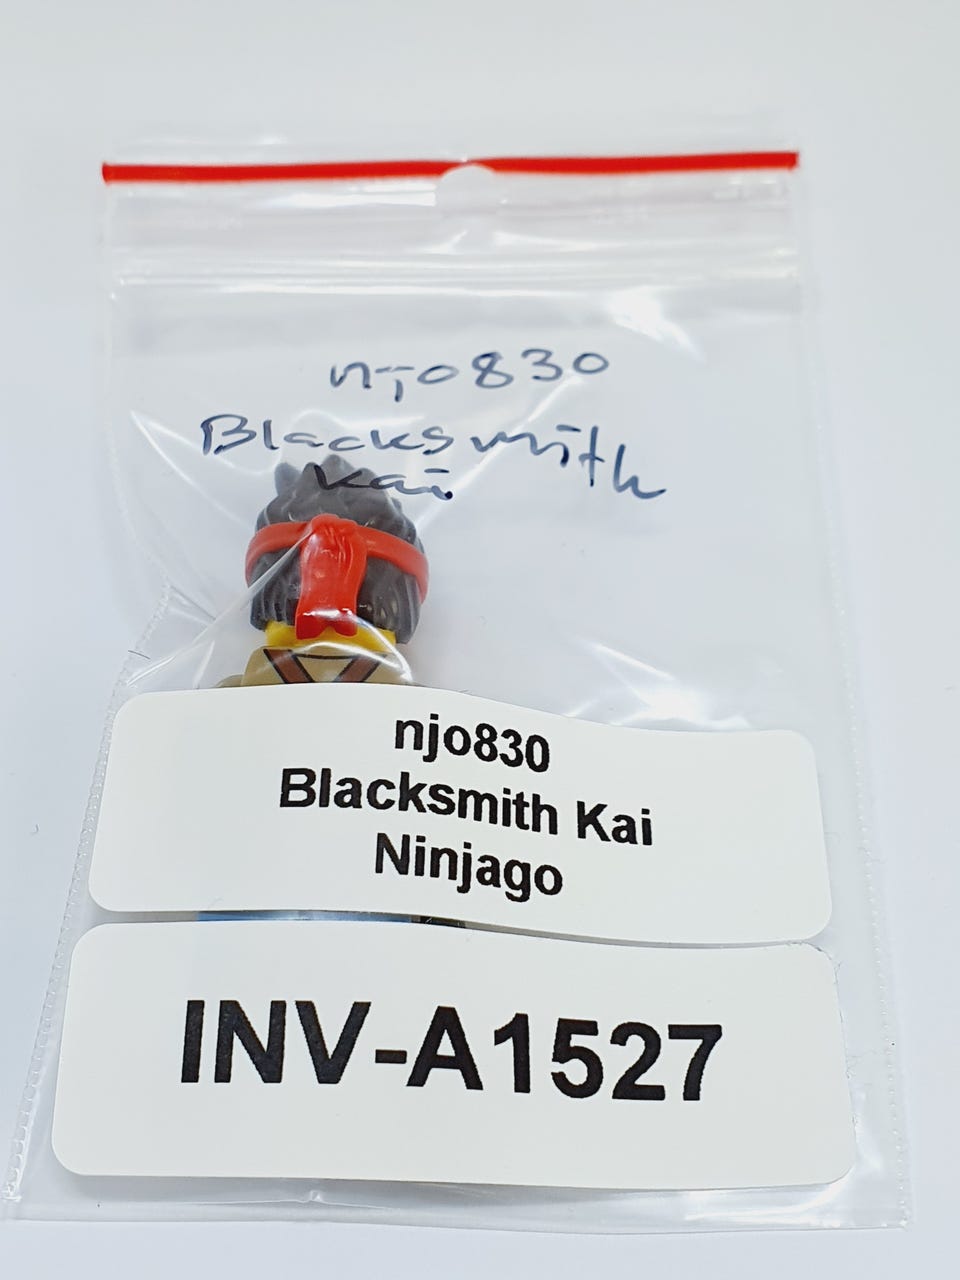 njo830
Blacksmith
Kai
njo830
Blacksmith Kai
Ninjago
INV-A1527